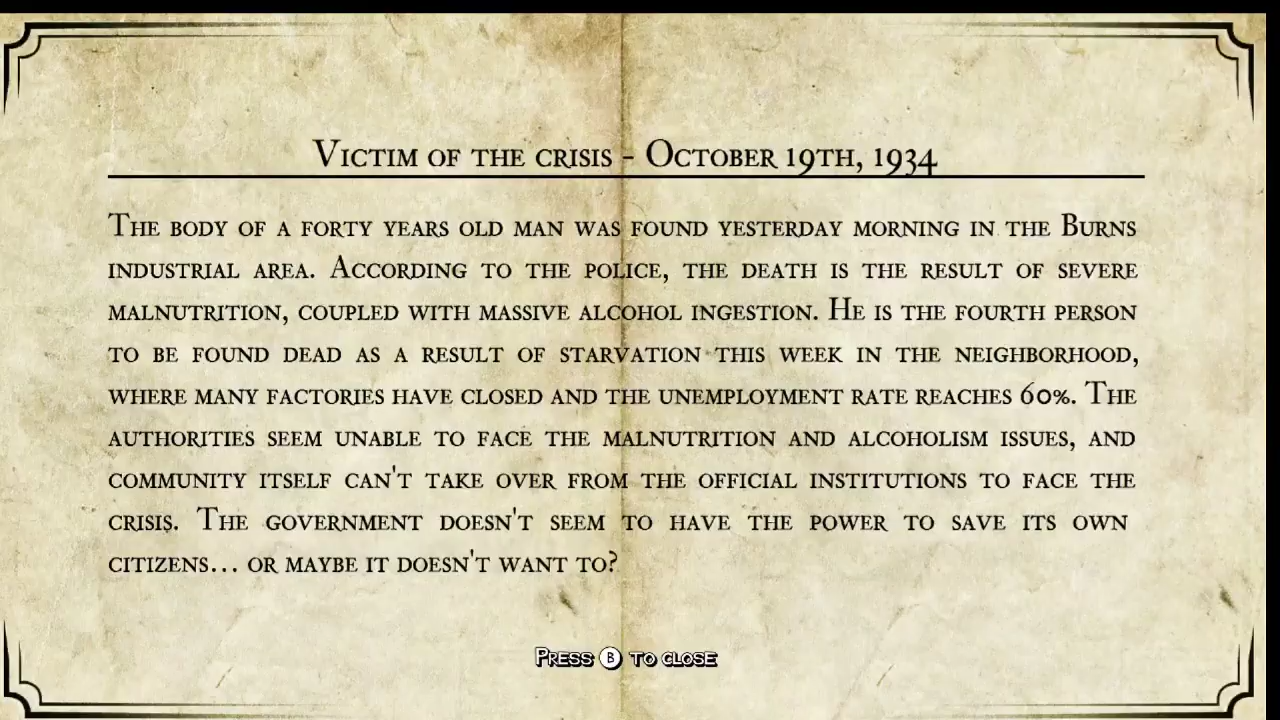 Victim of the crisis - October 19th, 1934
The body of a forty years old man was found yesterday morning in the Burns
industrial area. According to the police, the death is the result of severe
malnutrition, coupled with massive alcohol ingestion. He is the fourth person
to be found dead as a result of starvation this week in the neighborhood,
where many factories have closed and the unemployment rate reaches 60%. The
authorities seem unable to face the malnutrition and alcoholism issues, and
community itself can't take over from the official institutions to face the
crisis. The government doesn't seem to have the power to save its own
citizens... or maybe it doesn't want to?
Press B to close